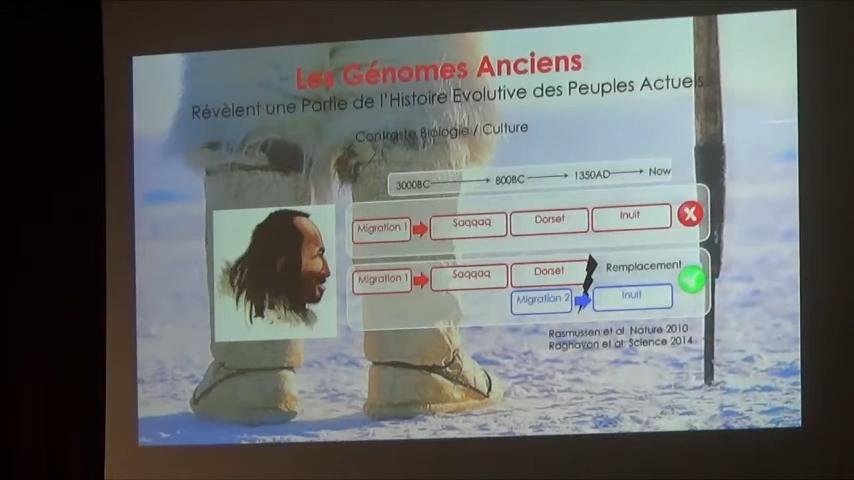 Les Génomes Anciens
Révèlent une Partie de l'Histoire Evolutive des Peuples Actuels
Contraste Biologie / Culture
3000BC 800BC 1350AD Now
Migration 1 Saqqaq Dorset Inuit
Migration 1 Saqqaq Dorset Remplacement
Migration 2 Inuit
Rasmussen et al. Nature 2010
Raghavan et al. Science 2014